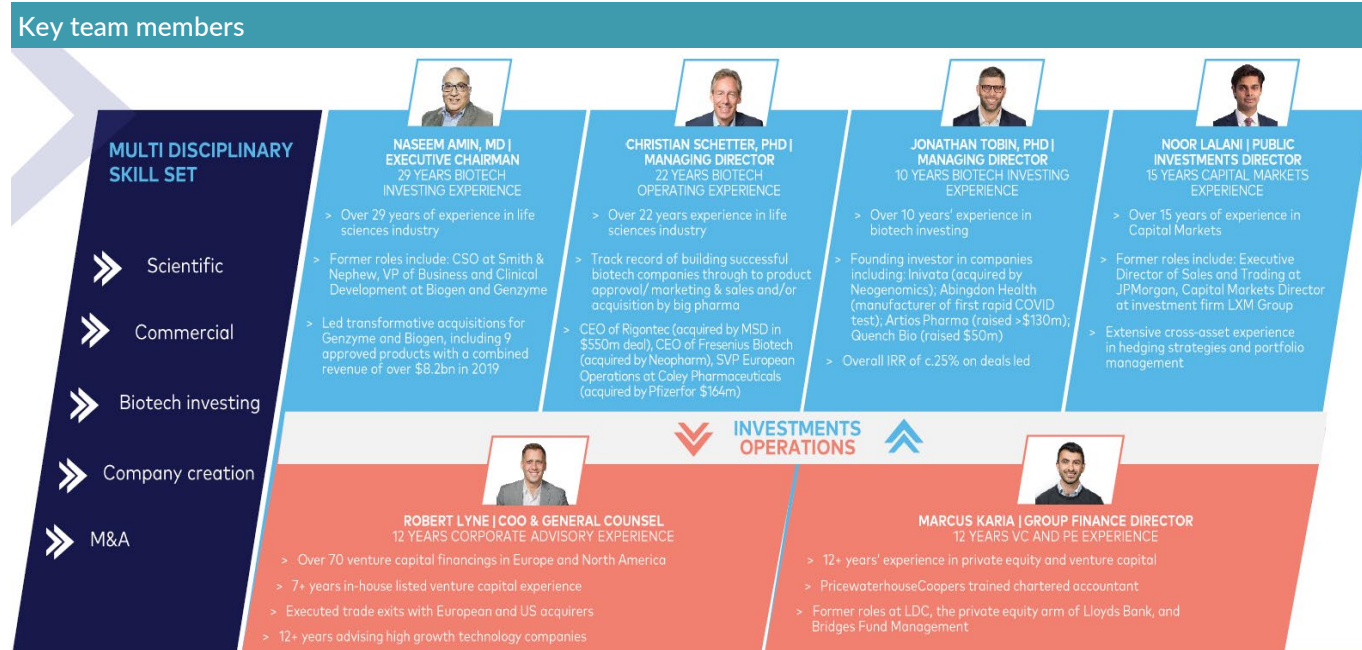 Key team members
MULTI DISCIPLINARY
SKILL SET
Scientific
Commercial
Biotech investing
Company creation
M&A
NASEEM AMIN, MD |
EXECUTIVE CHAIRMAN
29 YEARS BIOTECH
INVESTING EXPERIENCE
> Over 29 years of experience in life
sciences industry
> Former roles include: CSO at Smith &
Nephew, VP of Business and Clinical
Development at Biogen and Genzyme
> Led transformative acquisitions for
Genzyme and Biogen, including 9
approved products with a combined
revenue of over $8.2bn in 2019
CHRISTIAN SCHETTER, PHD |
MANAGING DIRECTOR
22 YEARS BIOTECH
OPERATING EXPERIENCE
> Over 22 years experience in life
sciences industry
> Track record of building successful
biotech companies through to product
approval/ marketing & sales and/or
acquisition by big pharma
> CEO of Rigontec (acquired by MSD in
$550m deal), CEO of Fresenius Biotech
(acquired by Neopharm), SVP European
Operations at Coley Pharmaceuticals
(acquired by Pfizerfor $164m)
JONATHAN TOBIN, PHD |
MANAGING DIRECTOR
10 YEARS BIOTECH INVESTING
EXPERIENCE
> Over 10 years' experience in
biotech investing
> Founding investor in companies
including: Inivata (acquired by
Neogenomics); Abingdon Health
(manufacturer of first rapid COVID
test); Artios Pharma (raised >$130m);
Quench Bio (raised $50m)
> Overall IRR of c.25% on deals led
NOOR LALANI | PUBLIC
INVESTMENTS DIRECTOR
15 YEARS CAPITAL MARKETS
EXPERIENCE
> Over 15 years of experience in
Capital Markets
> Former roles include: Executive
Director of Sales and Trading at
JPMorgan, Capital Markets Director
at investment firm LXM Group
> Extensive cross-asset experience
in hedging strategies and portfolio
management
INVESTMENTS
OPERATIONS
ROBERT LYNE | COO & GENERAL COUNSEL
12 YEARS CORPORATE ADVISORY EXPERIENCE
> Over 70 venture capital financings in Europe and North America
> 7+ years in-house listed venture capital experience
> Executed trade exits with European and US acquirers
> 12+ years advising high growth technology companies
MARCUS KARIA | GROUP FINANCE DIRECTOR
12 YEARS VC AND PE EXPERIENCE
> 12+ years' experience in private equity and venture capital
> PricewaterhouseCoopers trained chartered accountant
> Former roles at LDC, the private equity arm of Lloyds Bank, and
Bridges Fund Management